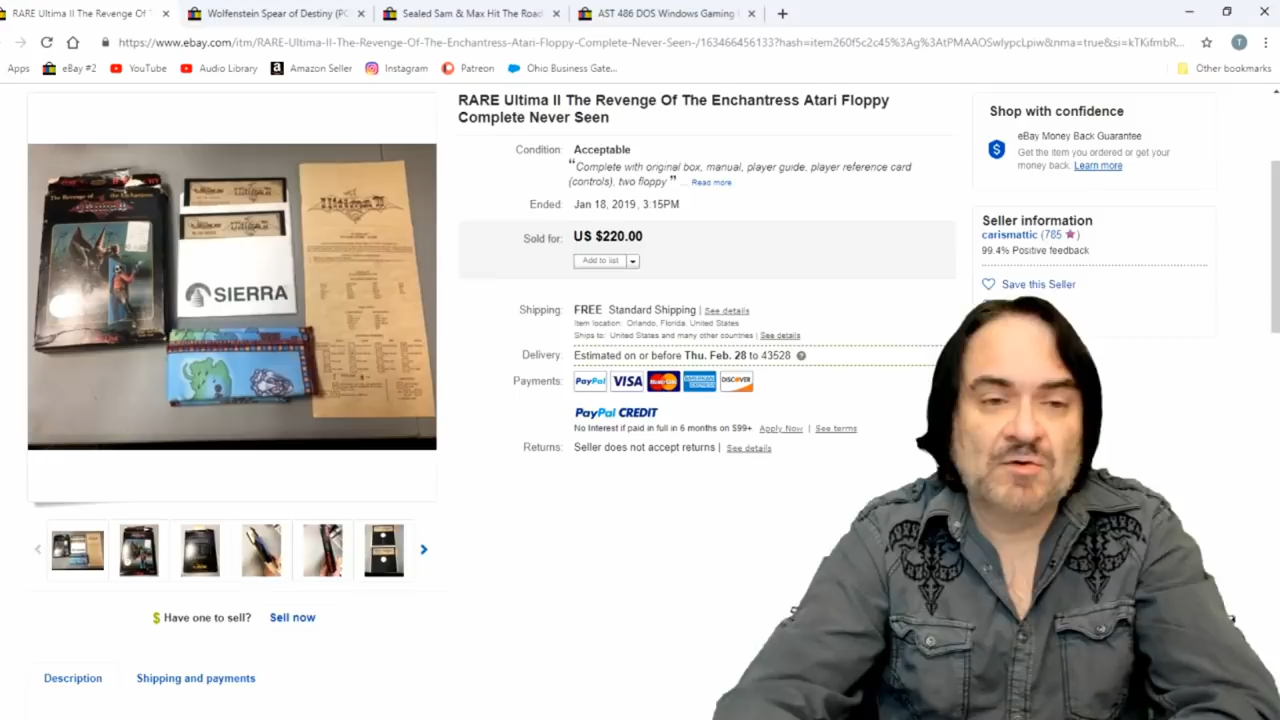 RARE Ultima II The Revenge Of T
Wolfenstein Spear of Destiny (PC
Sealed Sam & Max Hit The Road
AST 486 DOS Windows Gaming
https://www.ebay.com/itm/RARE-Ultima-II-The-Revenge-Of-The-Enchantress-Atari-Floppy-Complete-Never-Seen-/163466456133?hash=item260f5c2c45%3Ag%3AtPMAAOSwlypcLpiw&nma=true&si=kTKifmbR...
T
Apps
eBay #2
YouTube
Audio Library
Amazon Seller
Instagram
Patreon
Ohio Business Gate...
Other bookmarks
RARE Ultima II The Revenge Of The Enchantress Atari Floppy
Complete Never Seen
Condition: Acceptable
"Complete with original box, manual, player guide, player reference card
(controls), two floppy " ... Read more
Ended: Jan 18, 2019 , 3:15PM
Sold for: US $220.00
Add to list
Shipping: FREE Standard Shipping | See details
Item location: Orlando, Florida, United States
Ships to: United States and many other countries | See details
Delivery: Estimated on or before Thu. Feb. 28 to 43528
Payments: PayPal VISA MasterCard AMERICAN EXPRESS DISCOVER
PayPal CREDIT
No Interest if paid in full in 6 months on $99+ Apply Now | See terms
Returns: Seller does not accept returns | See details
Shop with confidence
eBay Money Back Guarantee
Get the item you ordered or get your
money back. Learn more
Seller information
carismattic (785 )
99.4% Positive feedback
Save this Seller
The Revenge of the Enchantress
Ultima II
SIERRA
$ Have one to sell? Sell now
Description
Shipping and payments